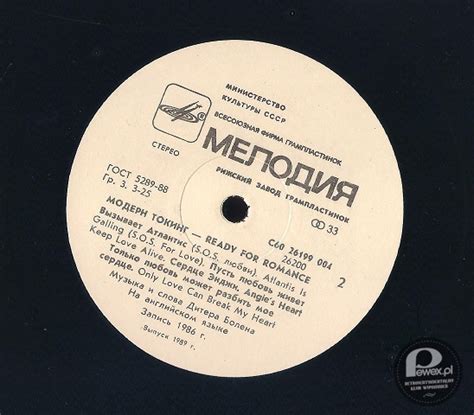 МИНИСТЕРСТВО
КУЛЬТУРЫ СССР
ВСЕСОЮЗНАЯ ФИРМА ГРАМПЛАСТИНОК
СТЕРЕО
МЕЛОДИЯ
РИЖСКИЙ ЗАВОД ГРАМПЛАСТИНОК
ГОСТ 5289-88
Гр. 3. 3-25
33
С60 26199 004
26200
2
МОДЕРН ТОКИНГ — READY FOR ROMANCE
Вызывает Атлантис (S.O.S. любви). Atlantis Is
Galling (S.O.S. For Love). Пусть любовь живет
Keep Love Alive. Сердце Энджи. Angie's Heart
Только любовь может разбить мое
сердце. Only Love Can Break My Heart
Музыка и слова Дитера Болена
На английском языке
Запись 1986 г.
Выпуск 1989 г.
Pewex.pl